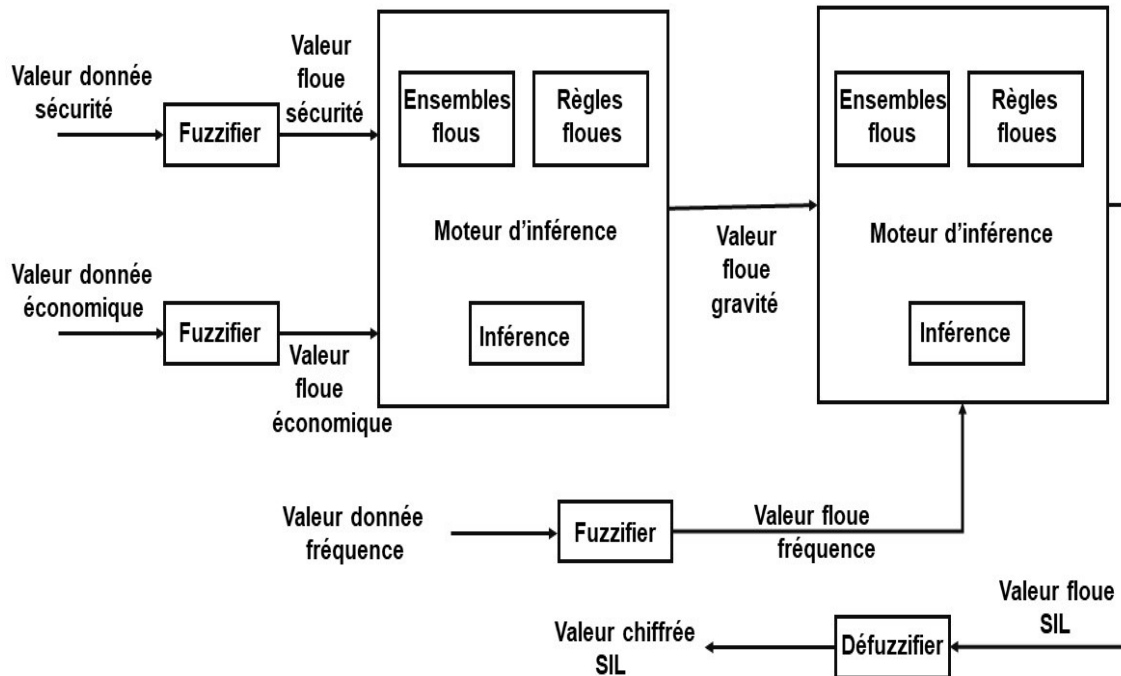 Valeur donnée
sécurité
Fuzzifier
Valeur
floue
sécurité
Valeur donnée
économique
Fuzzifier
Valeur
floue
économique
Ensembles
flous
Règles
floues
Moteur d'inférence
Inférence
Valeur
floue
gravité
Ensembles
flous
Règles
floues
Moteur d'inférence
Inférence
Valeur donnée
fréquence
Fuzzifier
Valeur floue
fréquence
Valeur floue
SIL
Défuzzifier
Valeur chiffrée
SIL